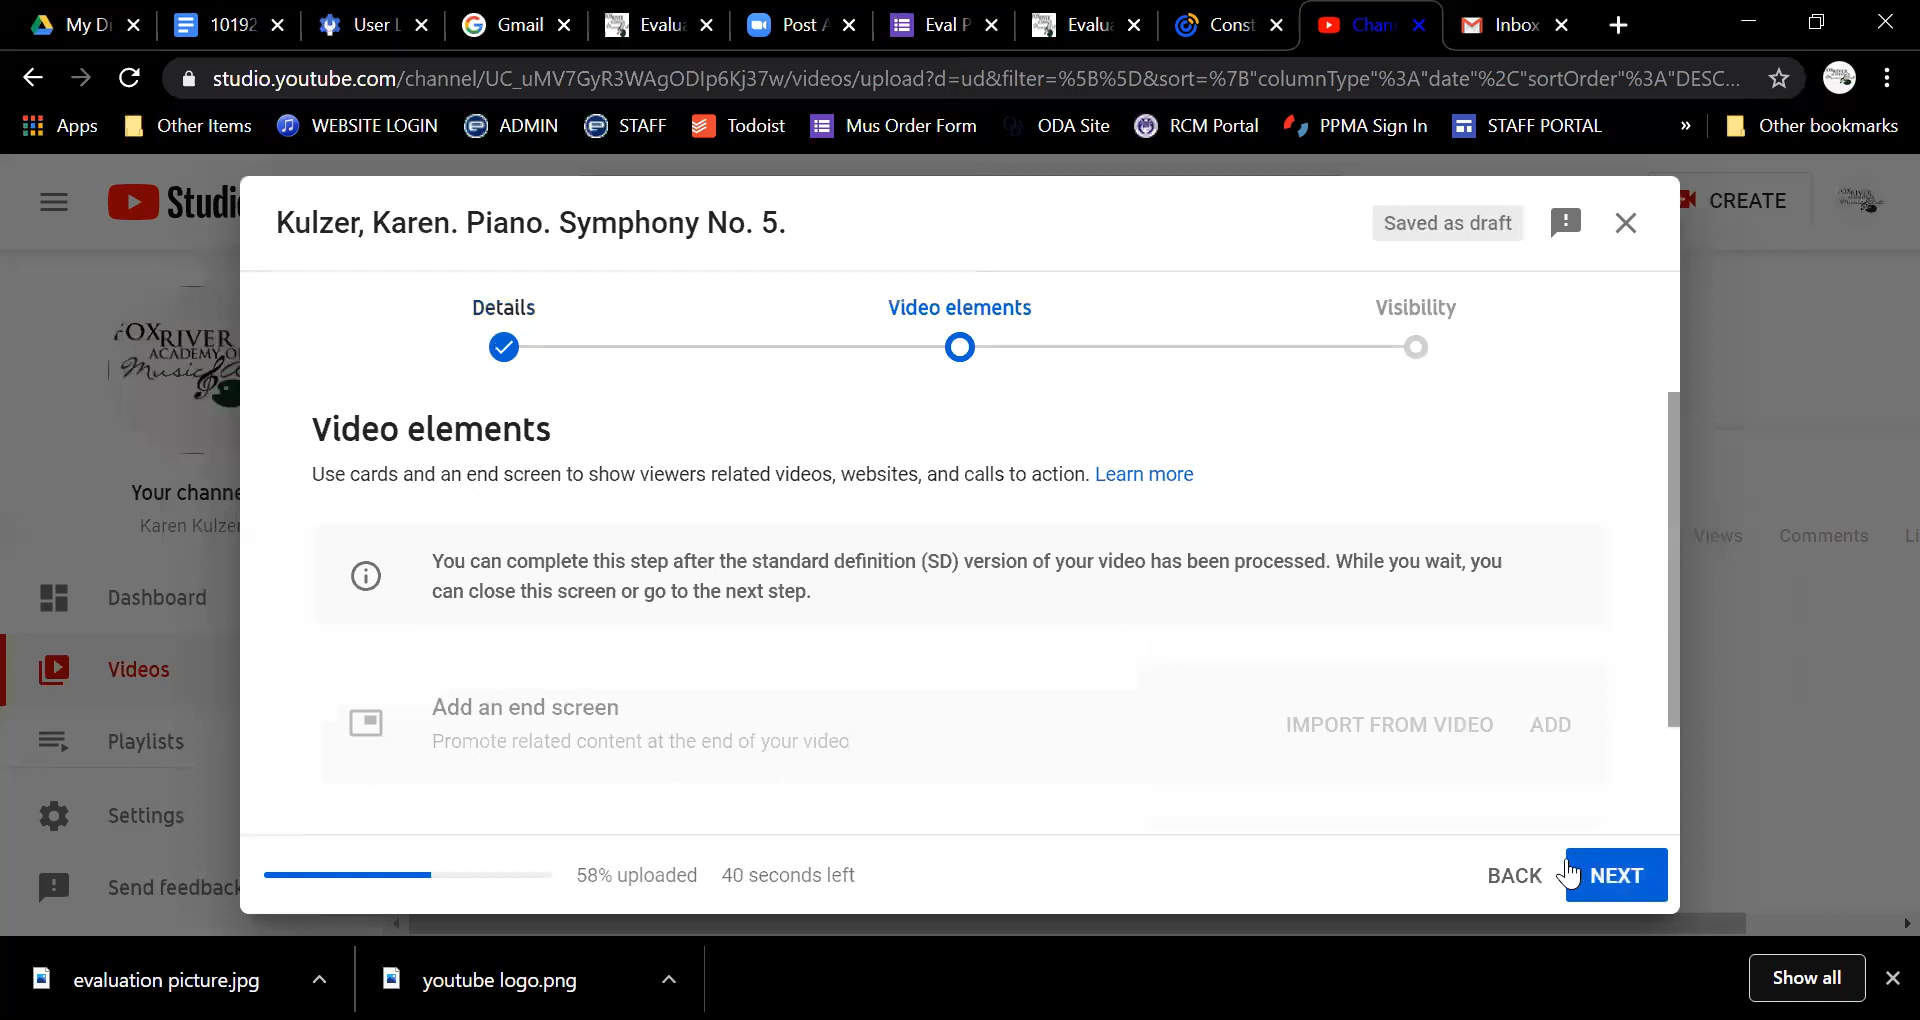 My D
10192
User L
Gmail
Evalua
Post A
Eval P
Evalua
Const
Chan
Inbox
studio.youtube.com/channel/UC_uMV7GyR3WAgODIp6Kj37w/videos/upload?d=ud&filter=%5B%5D&sort=%7B"columnType"%3A"date"%2C"sortOrder"%3A"DESC...
Apps
Other Items
WEBSITE LOGIN
ADMIN
STAFF
Todoist
Mus Order Form
ODA Site
RCM Portal
PPMA Sign In
STAFF PORTAL
»
Other bookmarks
Studi
CREATE
Kulzer, Karen. Piano. Symphony No. 5.
Saved as draft
Details
Video elements
Visibility
FOX RIVER
ACADEMY O
Music
Your channe
Karen Kulzer
Dashboard
Videos
Playlists
Settings
Send feedback
Video elements
Use cards and an end screen to show viewers related videos, websites, and calls to action. Learn more
You can complete this step after the standard definition (SD) version of your video has been processed. While you wait, you
can close this screen or go to the next step.
Add an end screen
Promote related content at the end of your video
IMPORT FROM VIDEO
ADD
Views
Comments
Li
58% uploaded
40 seconds left
BACK
NEXT
evaluation picture.jpg
youtube logo.png
Show all